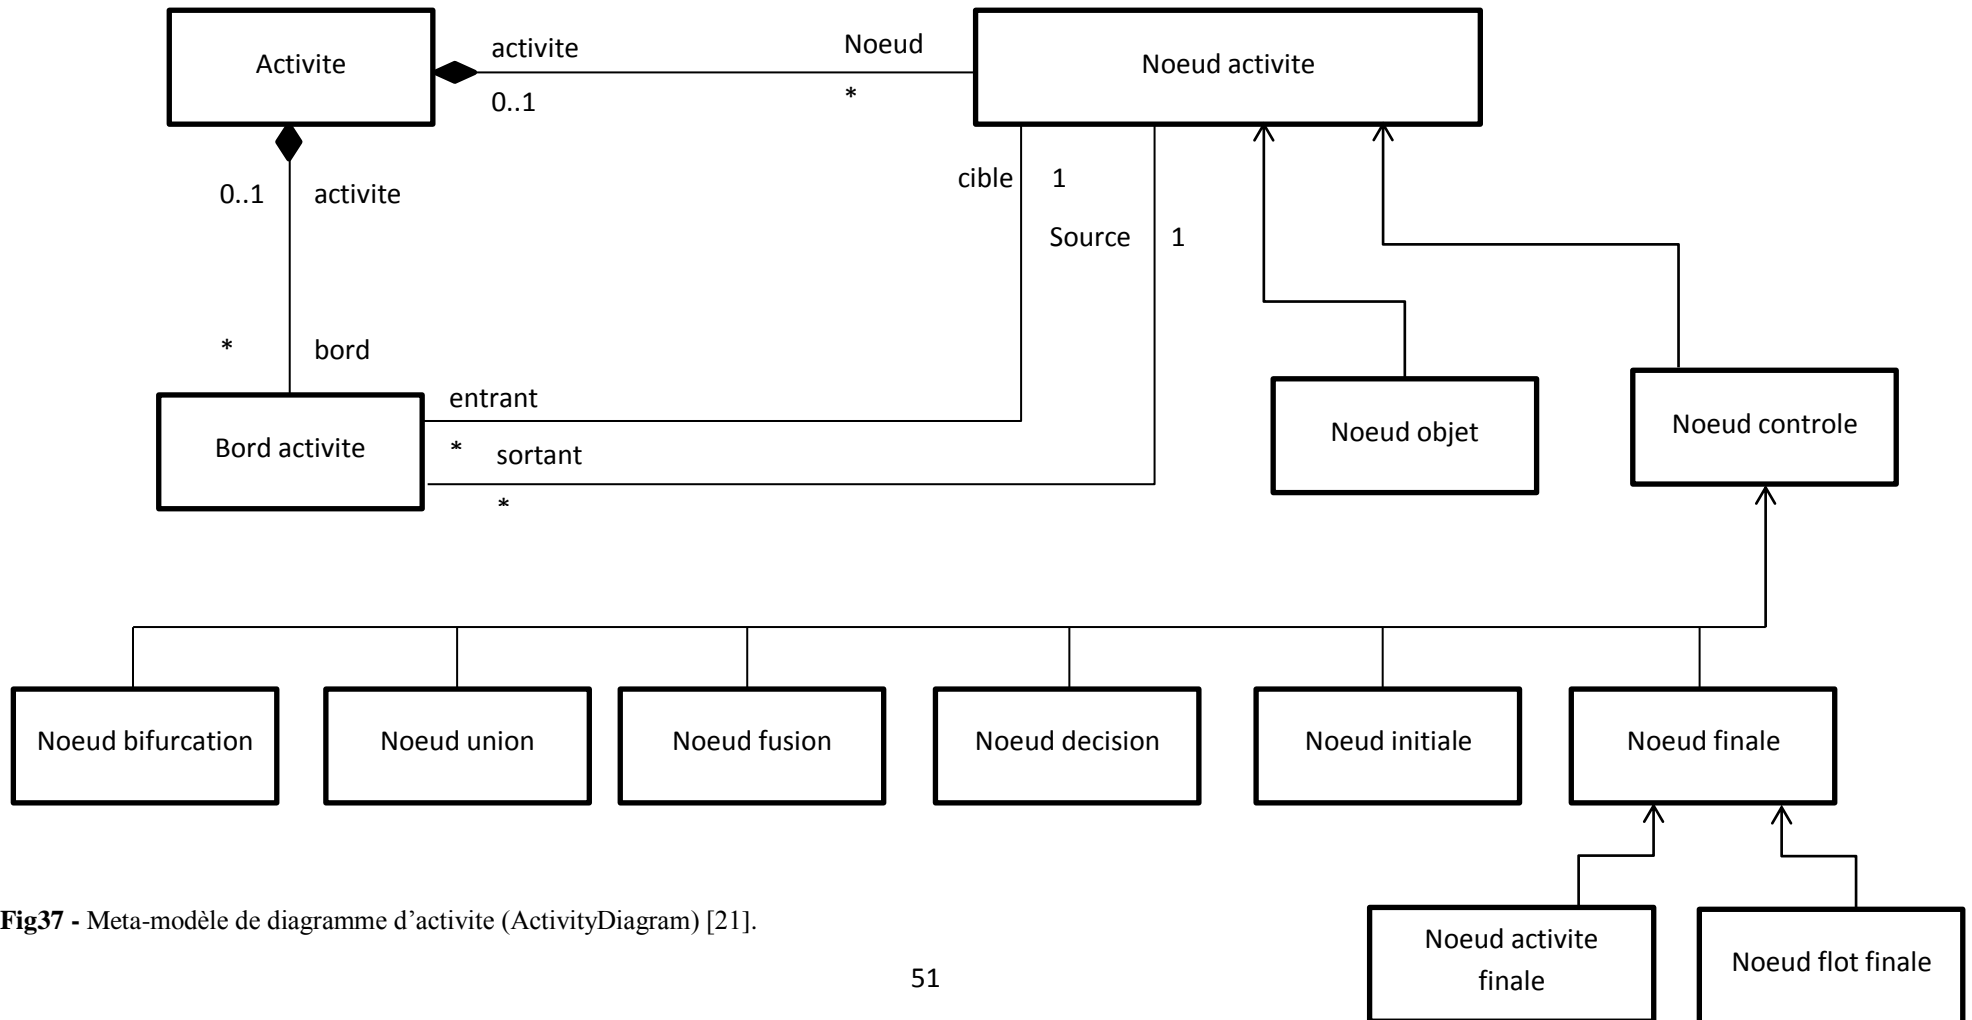 Activite
activite
Noeud
0..1
*
Noeud activite
0..1
activite
cible
1
Source
1
*
bord
entrant
*
sortant
*
Bord activite
Noeud objet
Noeud controle
Noeud bifurcation
Noeud union
Noeud fusion
Noeud decision
Noeud initiale
Noeud finale
Noeud activite
finale
Noeud flot finale
Fig37 - Meta-modèle de diagramme d’activite (ActivityDiagram) [21].
51